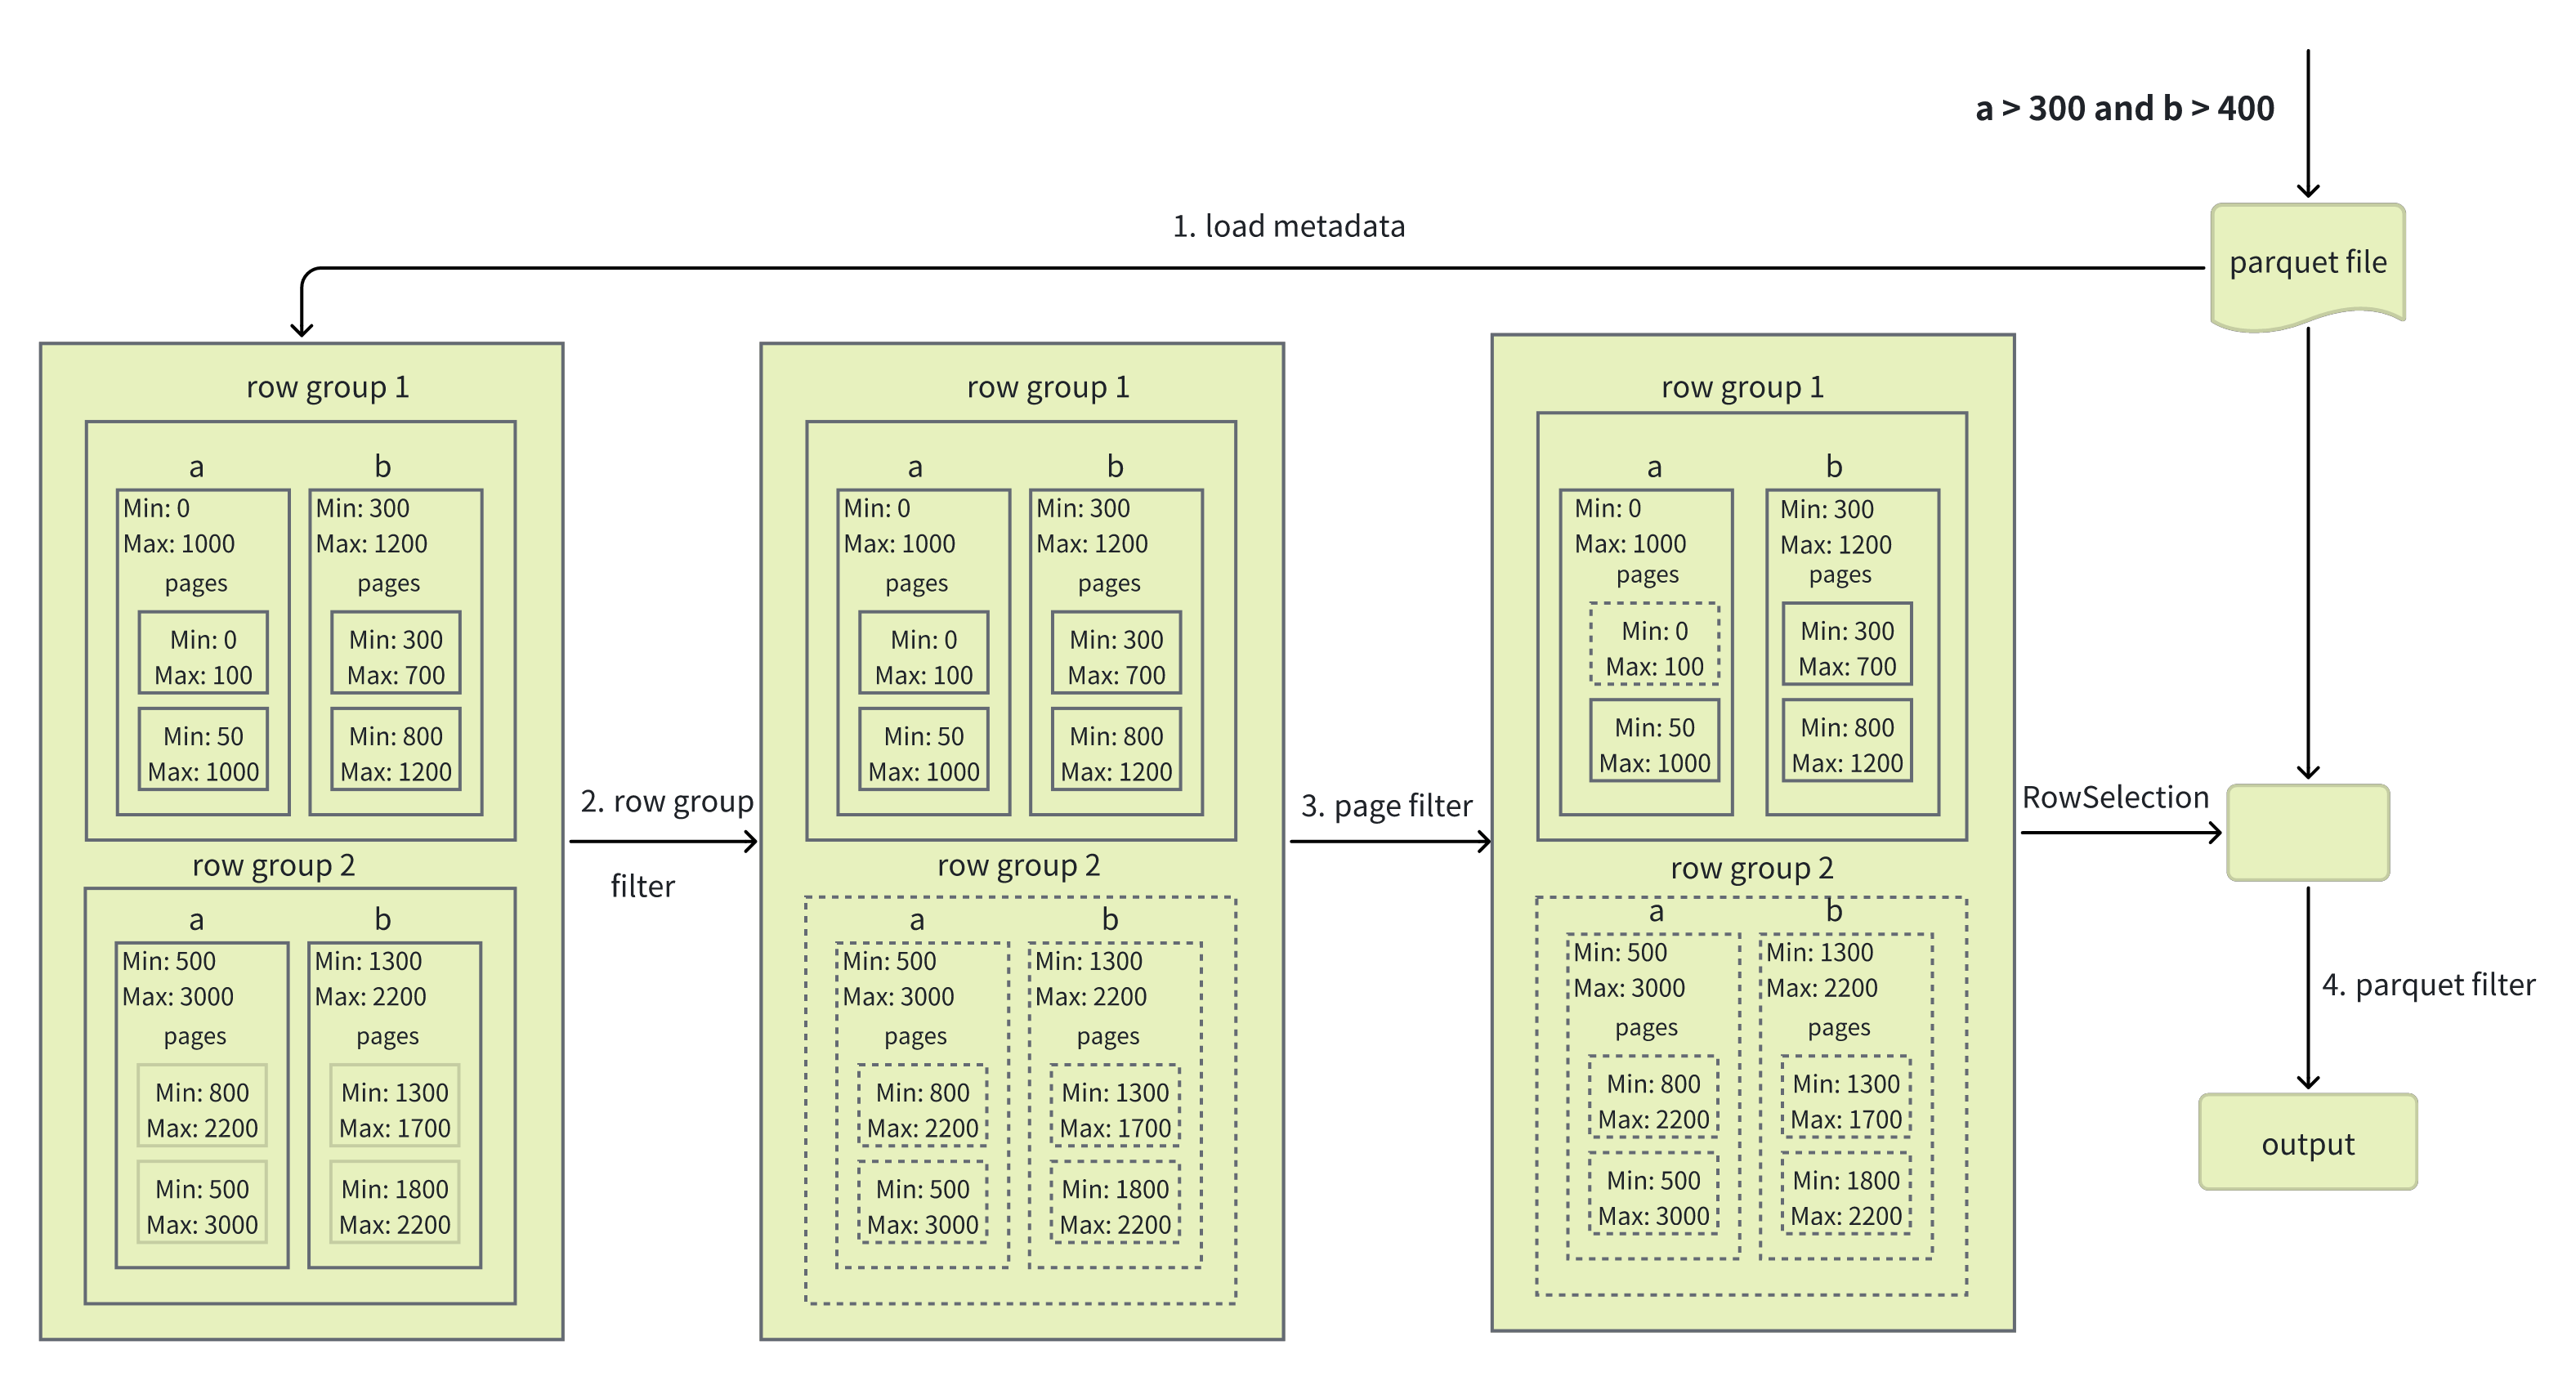 a > 300 and b > 400
parquet file
1. load metadata
row group 1
a
b
Min: 0
Max: 1000
pages
Min: 0
Max: 100
Min: 50
Max: 1000
Min: 300
Max: 1200
pages
Min: 300
Max: 700
Min: 800
Max: 1200
row group 2
a
b
Min: 500
Max: 3000
pages
Min: 800
Max: 2200
Min: 500
Max: 3000
Min: 1300
Max: 2200
pages
Min: 1300
Max: 1700
Min: 1800
Max: 2200
2. row group
filter
row group 1
a
b
Min: 0
Max: 1000
pages
Min: 0
Max: 100
Min: 50
Max: 1000
Min: 300
Max: 1200
pages
Min: 300
Max: 700
Min: 800
Max: 1200
row group 2
a
b
Min: 500
Max: 3000
pages
Min: 800
Max: 2200
Min: 500
Max: 3000
Min: 1300
Max: 2200
pages
Min: 1300
Max: 1700
Min: 1800
Max: 2200
3. page filter
row group 1
a
b
Min: 0
Max: 1000
pages
Min: 0
Max: 100
Min: 50
Max: 1000
Min: 300
Max: 1200
pages
Min: 300
Max: 700
Min: 800
Max: 1200
row group 2
a
b
Min: 500
Max: 3000
pages
Min: 800
Max: 2200
Min: 500
Max: 3000
Min: 1300
Max: 2200
pages
Min: 1300
Max: 1700
Min: 1800
Max: 2200
RowSelection
4. parquet filter
output